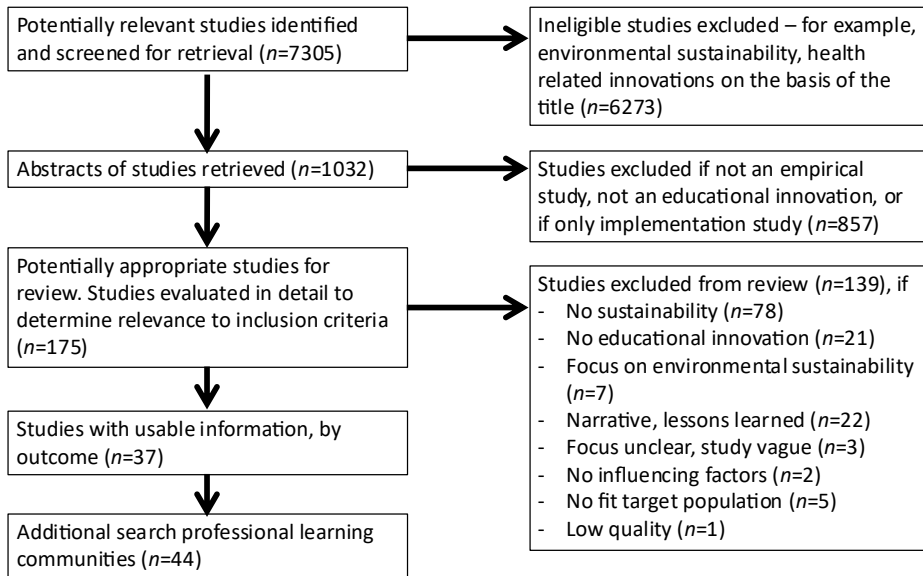 Potentially relevant studies identified
and screened for retrieval (n=7305)
Ineligible studies excluded – for example,
environmental sustainability, health
related innovations on the basis of the
title (n=6273)
Abstracts of studies retrieved (n=1032)
Studies excluded if not an empirical
study, not an educational innovation, or
if only implementation study (n=857)
Potentially appropriate studies for
review. Studies evaluated in detail to
determine relevance to inclusion criteria
(n=175)
Studies excluded from review (n=139), if
- No sustainability (n=78)
- No educational innovation (n=21)
- Focus on environmental sustainability
(n=7)
- Narrative, lessons learned (n=22)
- Focus unclear, study vague (n=3)
- No influencing factors (n=2)
- No fit target population (n=5)
- Low quality (n=1)
Studies with usable information, by
outcome (n=37)
Additional search professional learning
communities (n=44)